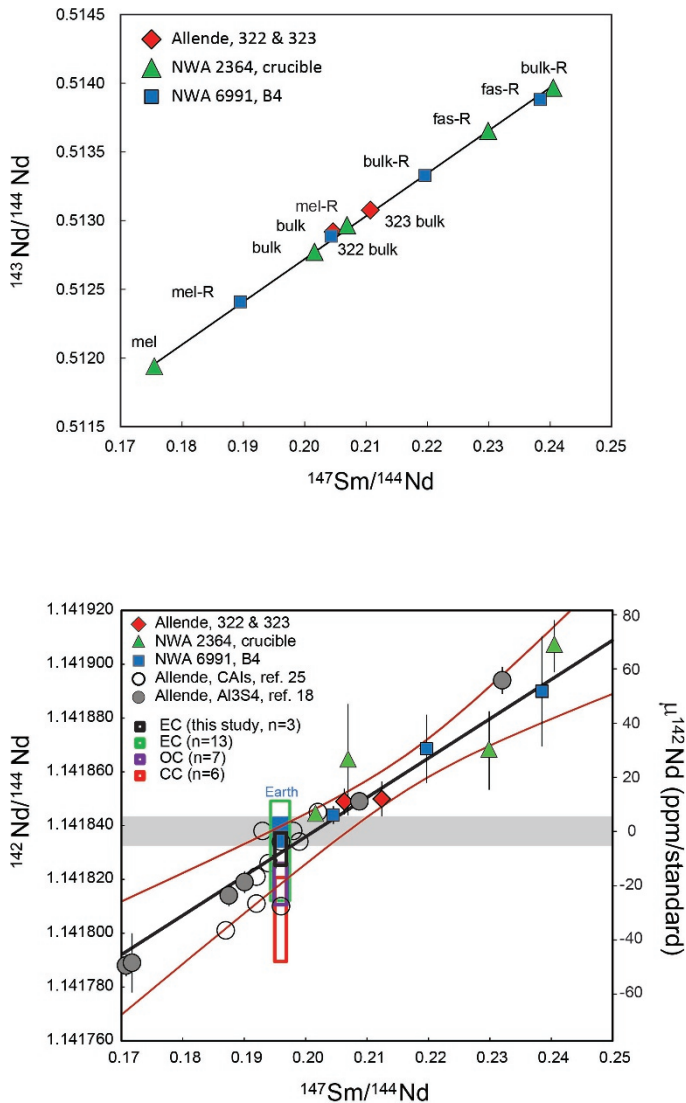 0.5145
0.5140
0.5135
0.5130
0.5125
0.5120
0.5115
¹⁴³Nd/¹⁴⁴Nd
Allende, 322 & 323
NWA 2364, crucible
NWA 6991, B4
bulk-R
fas-R
fas-R
bulk-R
mel-R
bulk
323 bulk
bulk
322 bulk
mel-R
mel
0.17 0.18 0.19 0.20 0.21 0.22 0.23 0.24 0.25
¹⁴⁷Sm/¹⁴⁴Nd
1.141920
1.141900
1.141880
1.141860
1.141840
1.141820
1.141800
1.141780
1.141760
¹⁴²Nd/¹⁴⁴Nd
Allende, 322 & 323
NWA 2364, crucible
NWA 6991, B4
Allende, CAIs, ref. 25
Allende, Al3S4, ref. 18
EC (this study, n=3)
EC (n=13)
OC (n=7)
CC (n=6)
Earth
80
60
40
20
0
-20
-40
-60
μ¹⁴²Nd (ppm/standard)
0.17 0.18 0.19 0.20 0.21 0.22 0.23 0.24 0.25
¹⁴⁷Sm/¹⁴⁴Nd